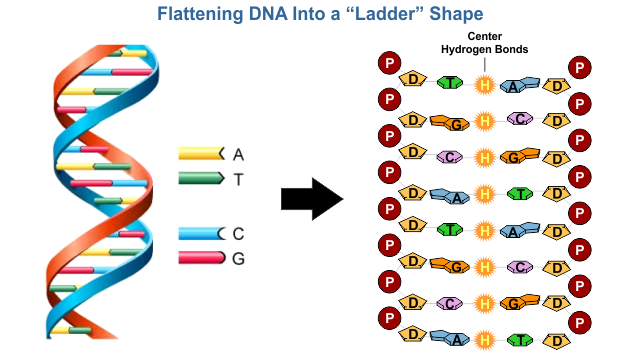 Flattening DNA Into a “Ladder” Shape
Center
Hydrogen Bonds
A
T
C
G
P P
D T H A D
P P
D G H C D
P P
D C H G D
P P
D A H T D
P P
D T H A D
P P
D G H C D
P P
D C H G D
P P
D A H T D